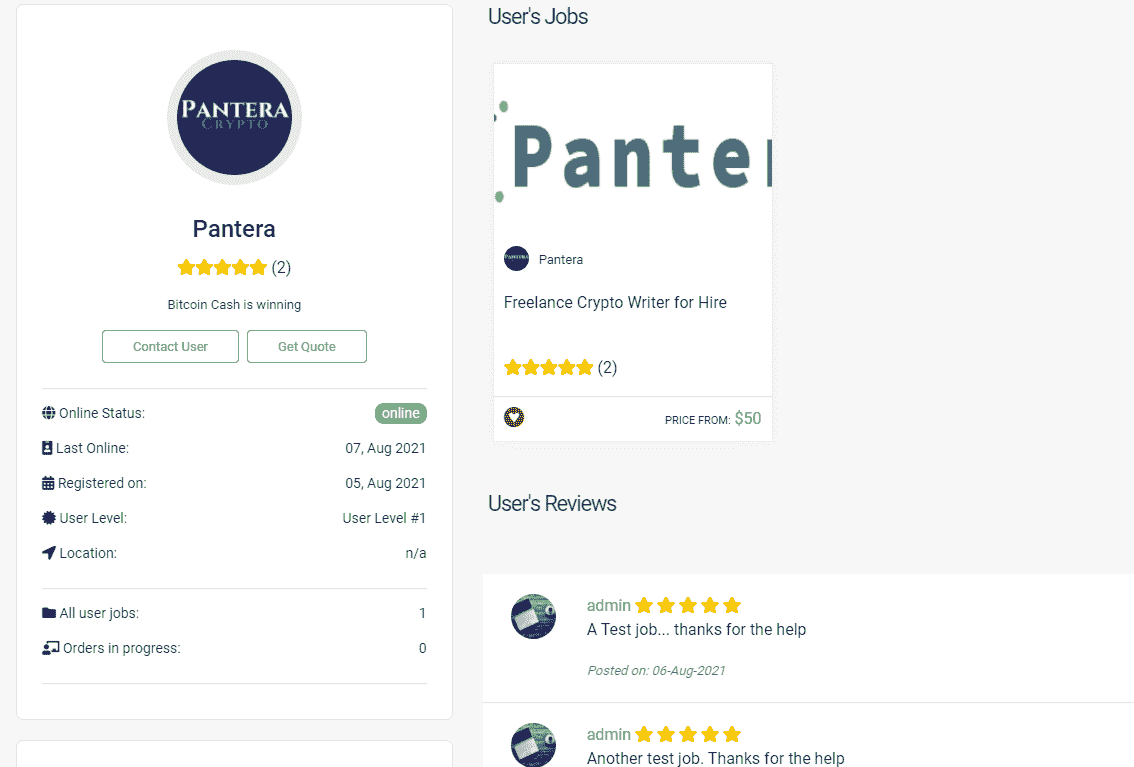 PANTERA
CRYPTO
Pantera
(2)
Bitcoin Cash is winning
Contact User
Get Quote
Online Status:
online
Last Online:
07, Aug 2021
Registered on:
05, Aug 2021
User Level:
User Level #1
Location:
n/a
All user jobs:
1
Orders in progress:
0
User's Jobs
Pante
Pantera
Freelance Crypto Writer for Hire
(2)
PRICE FROM: $50
User's Reviews
admin
A Test job... thanks for the help
Posted on: 06-Aug-2021
admin
Another test job. Thanks for the help